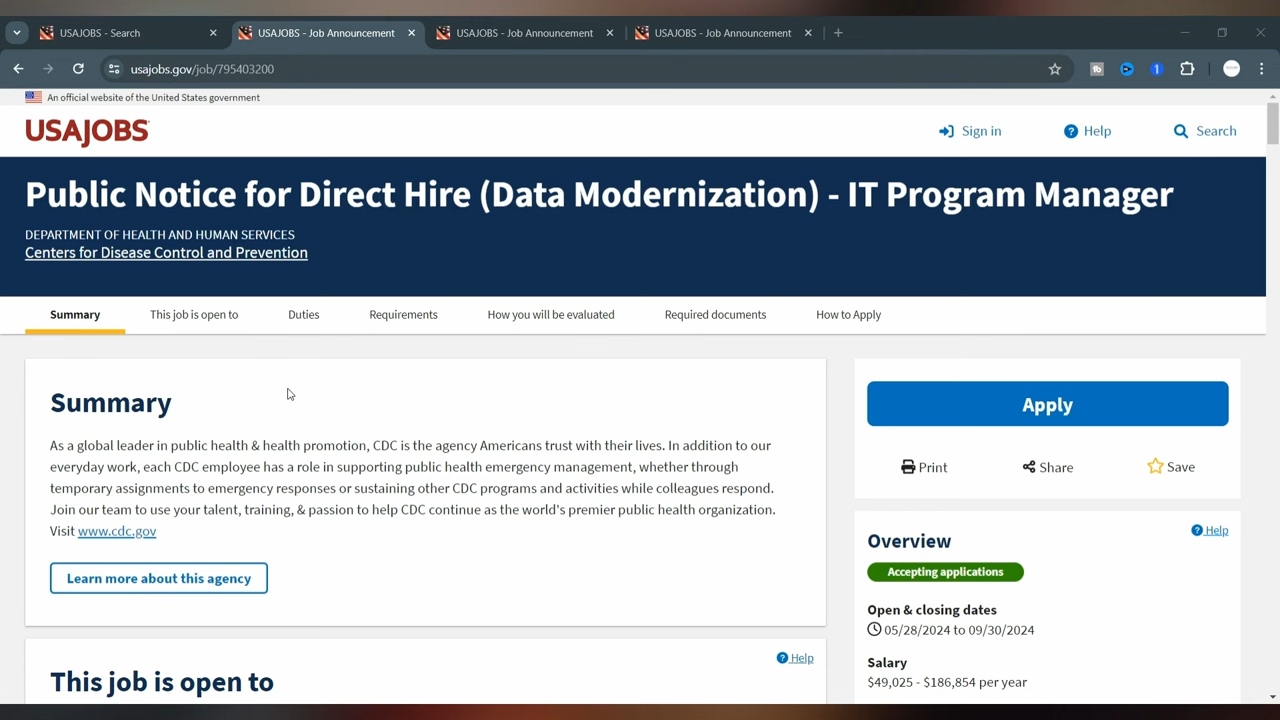 USAJOBS - Search
USAJOBS - Job Announcement
USAJOBS - Job Announcement
USAJOBS - Job Announcement
usajobs.gov/job/795403200
An official website of the United States government
USAJOBS
Sign in
Help
Search
Public Notice for Direct Hire (Data Modernization) - IT Program Manager
DEPARTMENT OF HEALTH AND HUMAN SERVICES
Centers for Disease Control and Prevention
Summary
This job is open to
Duties
Requirements
How you will be evaluated
Required documents
How to Apply
Summary
As a global leader in public health & health promotion, CDC is the agency Americans trust with their lives. In addition to our
everyday work, each CDC employee has a role in supporting public health emergency management, whether through
temporary assignments to emergency responses or sustaining other CDC programs and activities while colleagues respond.
Join our team to use your talent, training, & passion to help CDC continue as the world's premier public health organization.
Visit www.cdc.gov
Learn more about this agency
Help
This job is open to
Apply
Print
Share
Save
Help
Overview
Accepting applications
Open & closing dates
05/28/2024 to 09/30/2024
Salary
$49,025 - $186,854 per year